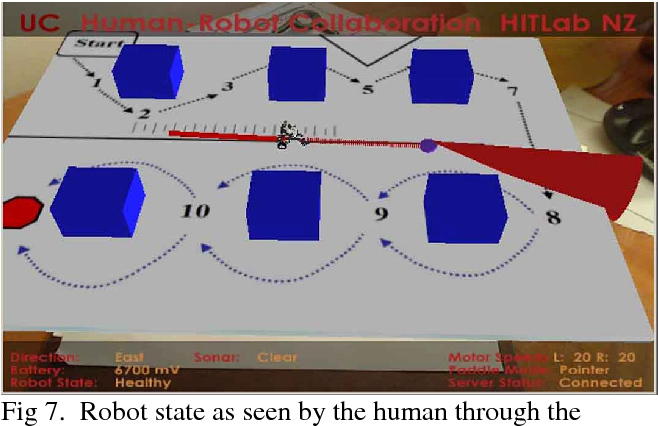 UC Human-Robot Collaboration HITLab NZ
Start
1
2
3
5
7
8
9
10
Direction: East Sonar: Clear Motor Speeds L: 20 R: 20
Battery: 6700 mV Paddle Mode: Pointer
Robot State: Healthy Server Status: Connected
Fig 7. Robot state as seen by the human through the